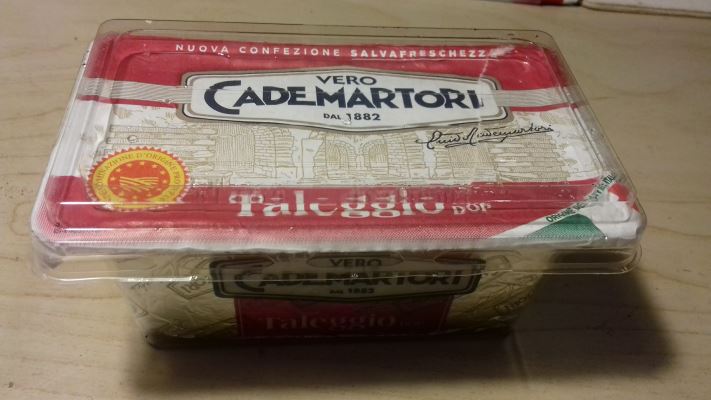 NUOVA CONFEZIONE SALVAFRESCHEZZA
VERO
CADEMARTORI
DAL 1882
Taleggio DOP
VERO
CADEMARTORI
DAL 1882
Taleggio